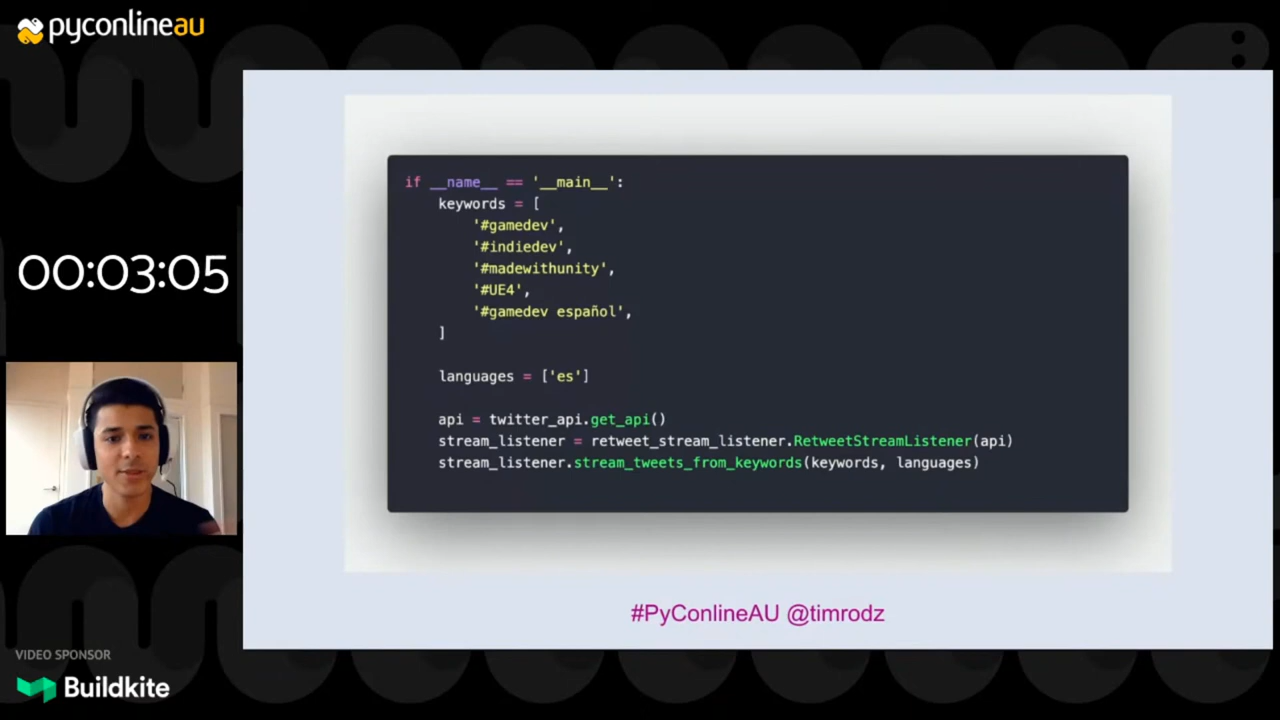 pyconlineau
00:03:05
VIDEO SPONSOR
Buildkite
if __name__ == '__main__':
    keywords = [
        '#gamedev',
        '#indiedev',
        '#madewithunity',
        '#UE4',
        '#gamedev español',
    ]
    languages = ['es']
    api = twitter_api.get_api()
    stream_listener = retweet_stream_listener.RetweetStreamListener(api)
    stream_listener.stream_tweets_from_keywords(keywords, languages)
#PyConlineAU @timrodz